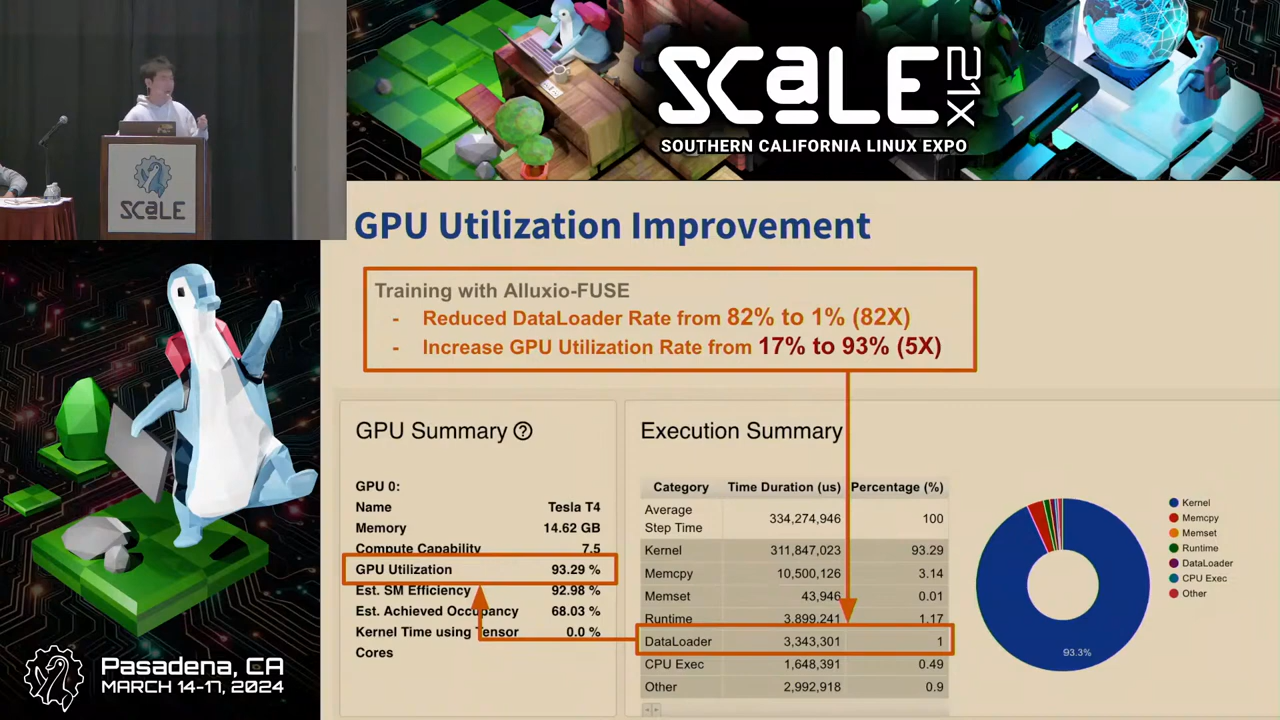 SCaLE 21X
SOUTHERN CALIFORNIA LINUX EXPO
SCaLE
GPU Utilization Improvement
Training with Alluxio-FUSE
- Reduced DataLoader Rate from 82% to 1% (82X)
- Increase GPU Utilization Rate from 17% to 93% (5X)
GPU Summary ?
GPU 0:
Name Tesla T4
Memory 14.62 GB
Compute Capability 7.5
GPU Utilization 93.29 %
Est. SM Efficiency 92.98 %
Est. Achieved Occupancy 68.03 %
Kernel Time using Tensor 0.0 %
Cores
Execution Summary
Category Time Duration (us) Percentage (%)
Average
Step Time 334,274,946 100
Kernel 311,847,023 93.29
Memcpy 10,500,126 3.14
Memset 43,946 0.01
Runtime 3,899,241 1.17
DataLoader 3,343,301 1
CPU Exec 1,648,391 0.49
Other 2,992,918 0.9
93.3%
Kernel
Memcpy
Memset
Runtime
DataLoader
CPU Exec
Other
Pasadena, CA
MARCH 14-17, 2024